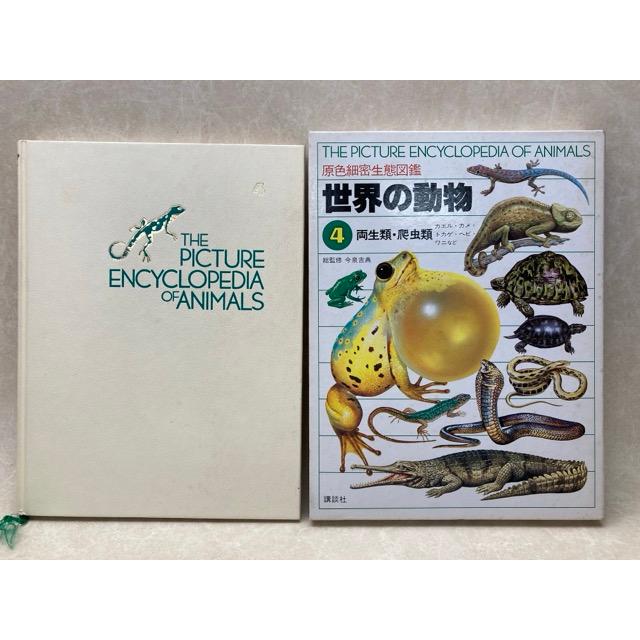 THE
PICTURE
ENCYCLOPEDIA
OF ANIMALS
THE PICTURE ENCYCLOPEDIA OF ANIMALS
原色細密生態図鑑
世界の動物
4 両生類・爬虫類
カエル・カメ・
トカゲ・ヘビ・
ワニなど
総監修 今泉吉典
講談社